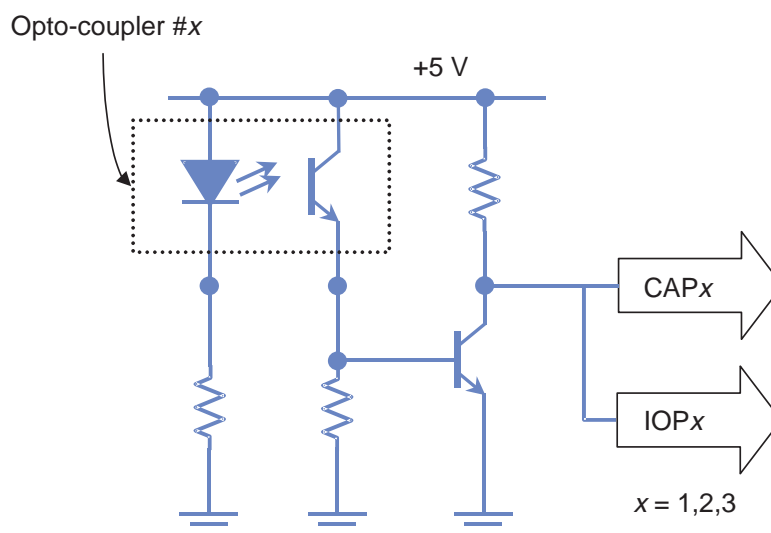 Opto-coupler #x
+5 V
CAPx
IOPx
x = 1,2,3